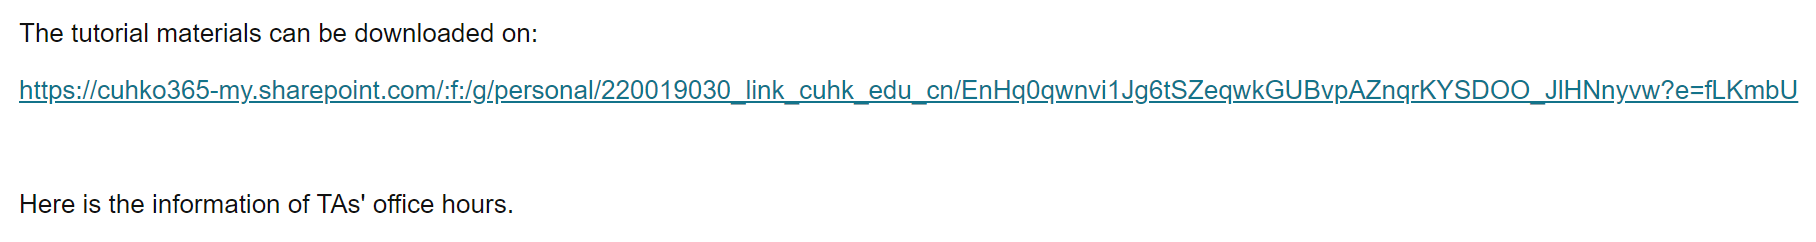 The tutorial materials can be downloaded on:
https://cuhko365-my.sharepoint.com/:f:/g/personal/220019030_link_cuhk_edu_cn/EnHq0qwnvi1Jg6tSZeqwkGUBvpAZnqrKYSDOO_JlHNnyvw?e=fLKmbU
Here is the information of TAs' office hours.